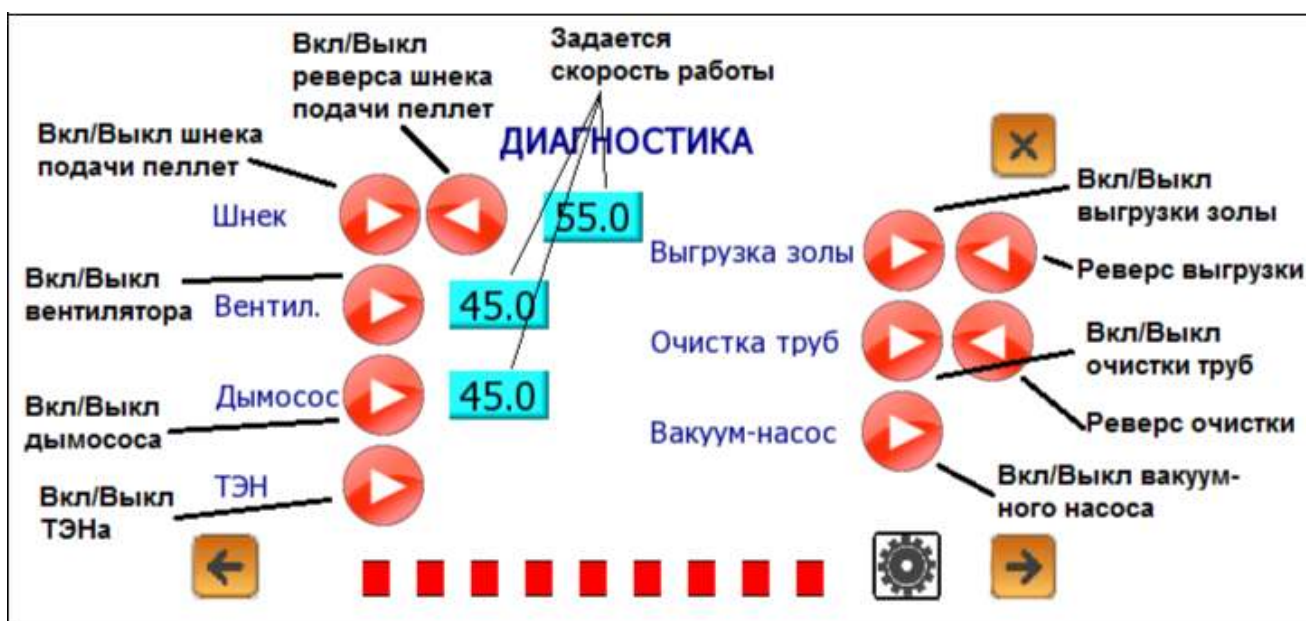 Вкл/Выкл
реверса шнека
подачи пеллет
Задается
скорость работы
Вкл/Выкл шнека
подачи пеллет
ДИАГНОСТИКА
Шнек
55.0
Вкл/Выкл
вентилятора
Вентил.
45.0
Вкл/Выкл
дымососа
Дымосос
45.0
Вкл/Выкл
ТЭНа
ТЭН
Выгрузка золы
Вкл/Выкл
выгрузки золы
Реверс выгрузки
Очистка труб
Вкл/Выкл
очистки труб
Реверс очистки
Вакуум-насос
Вкл/Выкл вакуум-
ного насоса